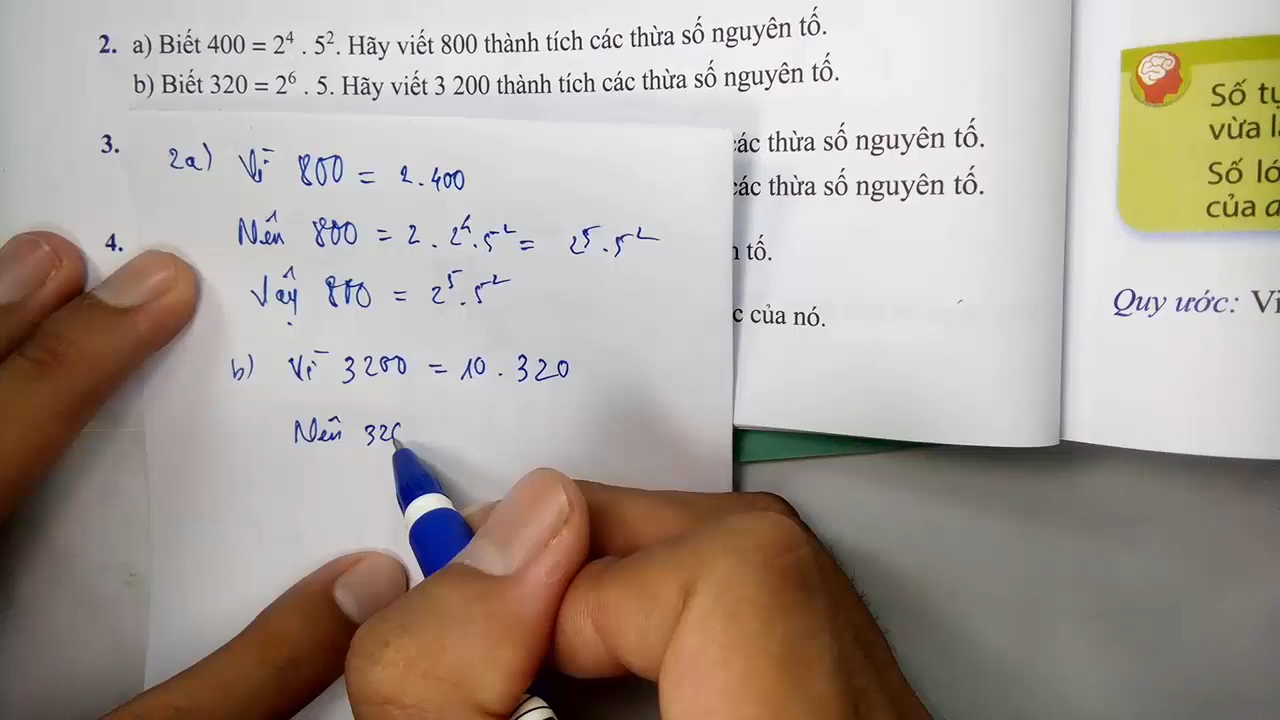 2. a) Biết 400 = 2⁴ . 5². Hãy viết 800 thành tích các thừa số nguyên tố.
b) Biết 320 = 2⁶ . 5. Hãy viết 3 200 thành tích các thừa số nguyên tố.
3.
các thừa số nguyên tố.
các thừa số nguyên tố.
4.
tố.
của nó.
2a) Vì 800 = 2.400
Nên 800 = 2 . 2⁴.5² = 2⁵.5²
Vậy 800 = 2⁵.5²
b) Vì 3200 = 10 . 320
Nên 320
Số tự
vừa là
Số lớ
của a
Quy ước: Vi